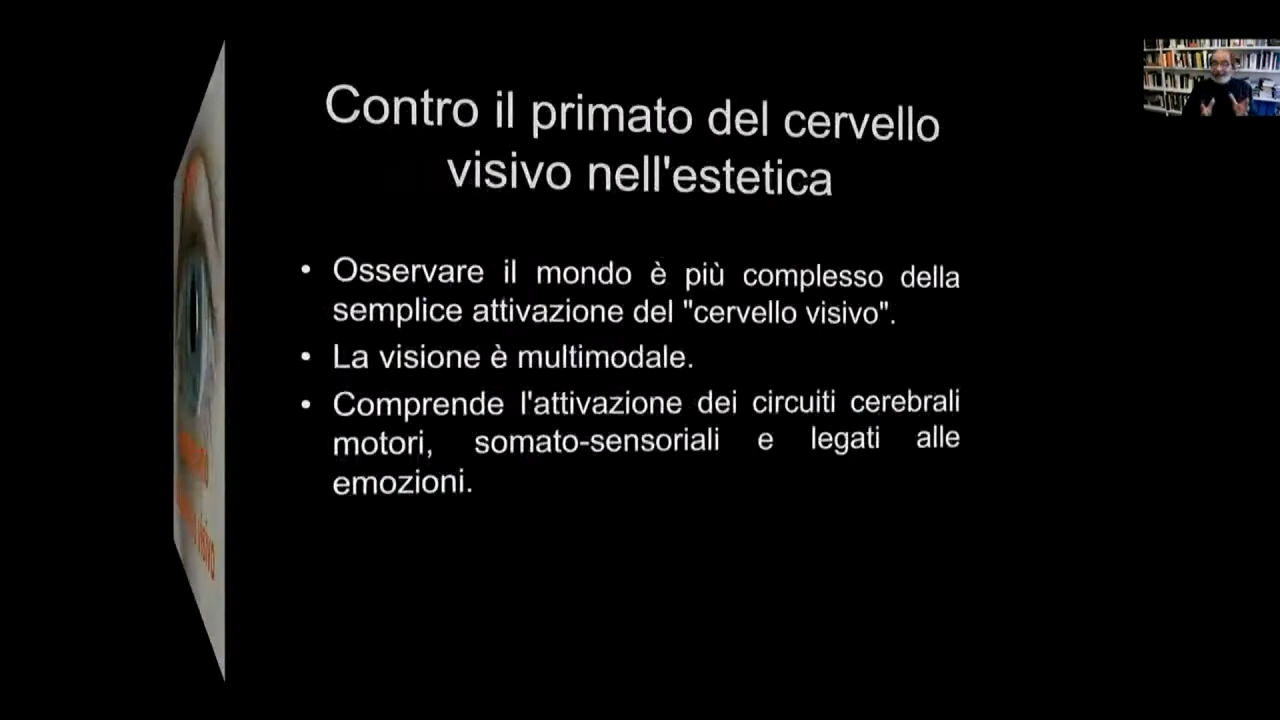 Contro il primato del cervello
visivo nell'estetica
• Osservare il mondo è più complesso della
semplice attivazione del "cervello visivo".
• La visione è multimodale.
• Comprende l'attivazione dei circuiti cerebrali
motori, somato-sensoriali e legati alle
emozioni.
visivo